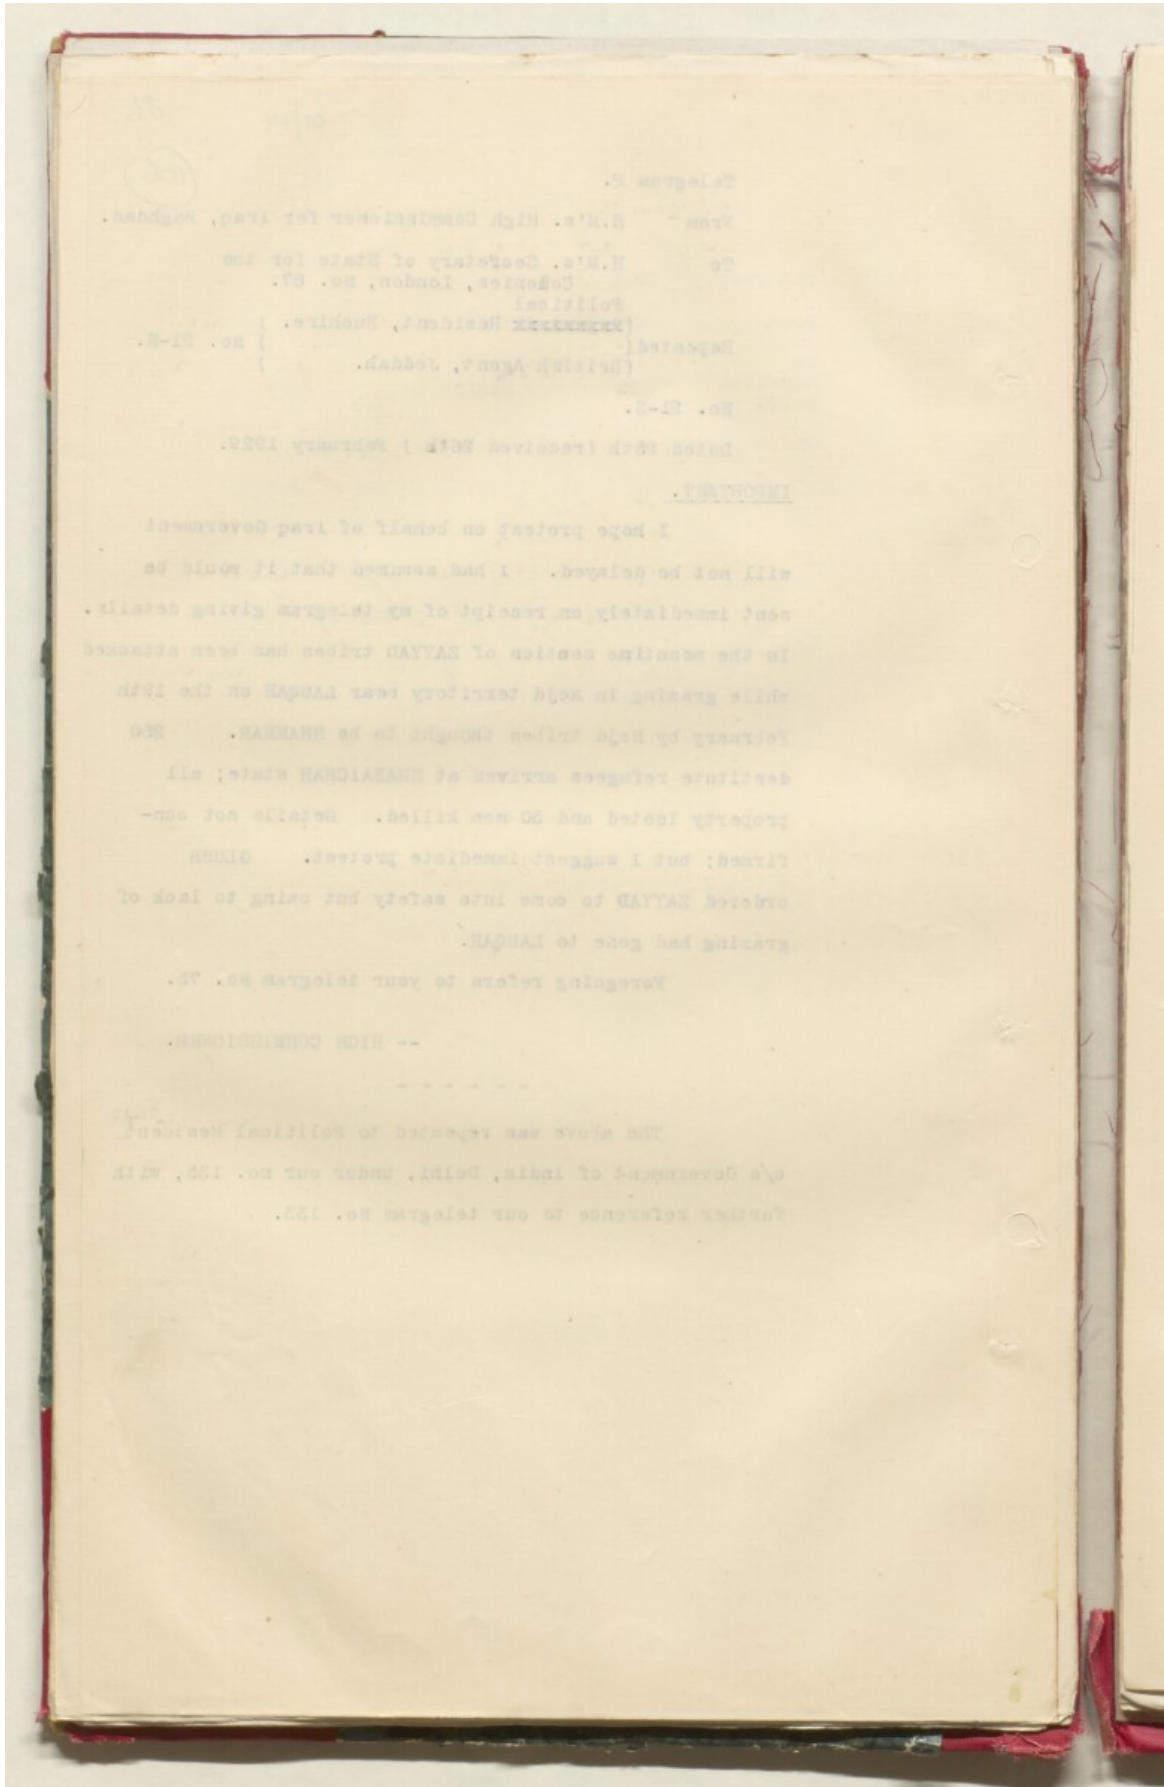 Telegram P.
From H.M's. High Commissioner for Iraq, Baghdad.
To H.M's. Secretary of State for the
Colonies, London, No. 67.
Political
Resident, Bushire. )
Repeated( ) No. 21-S.
(British Agent, Jeddah. )
No. 21-S.
Dated 25th (received 26th ) February 1929.
IMPORTANT.
I hope protest on behalf of Iraq Government
will not be delayed. I had assumed that it would be
sent immediately on receipt of my telegram giving details.
In the meantime section of ZAYYAD tribes has been attacked
while grazing in Nejd territory near LAUQAH on the 19th
February by Nejd tribes thought to be SHAMMAR. 250
destitute refugees arrived at SHABAICHAH state; all
property looted and 30 men killed. Details not con-
firmed; but I suggest immediate protest. GLUBB
ordered ZAYYAD to come into safety but owing to lack of
grazing had gone to LAUQAH.
Foregoing refers to your telegram No. 75.
-- HIGH COMMISSIONER.
- - - - - -
The above was repeated to Political Resident
c/o Government of India, Delhi, under our no. 135, with
further reference to our telegram No. 133.